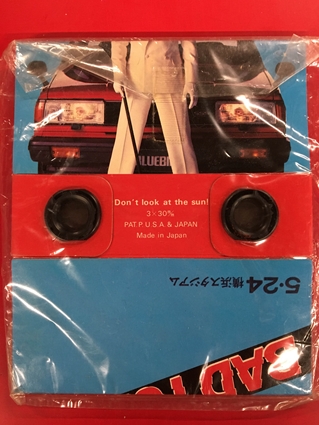 BLUEBI
Don't look at the sun!
3×30%
PAT.P U.S.A & JAPAN
Made in Japan
5·24 横浜スタジアム
BAD